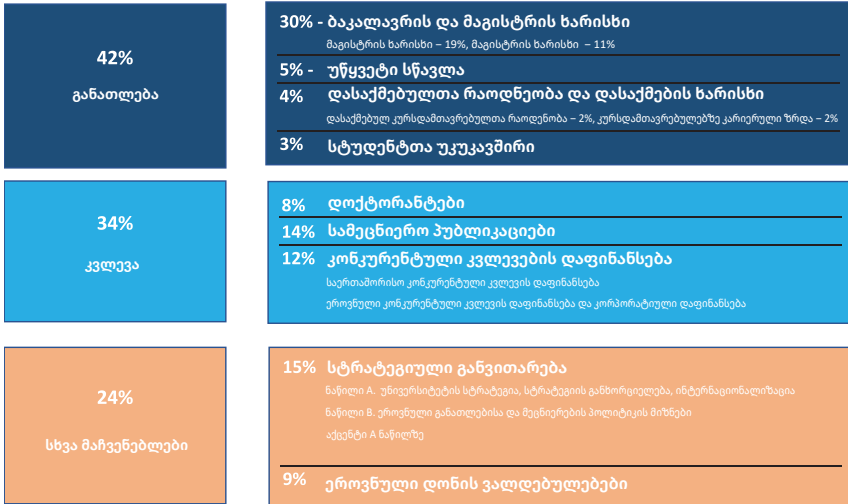 42%
განათლება
30% - ბაკალავრის და მაგისტრის ხარისხი
მაგისტრის ხარისხი – 19%, მაგისტრის ხარისხი – 11%
5% - უწყვეტი სწავლა
4% დასაქმებულთა რაოდნეობა და დასაქმების ხარისხი
დასაქმებულ კურსდამთავრებულთა რაოდენობა – 2%, კურსდამთავრებულებზე კარიერული ზრდა – 2%
3% სტუდენტთა უკუკავშირი
34%
კვლევა
8% დოქტორანტები
14% სამეცნიერო პუბლიკაციები
12% კონკურენტული კვლევების დაფინანსება
საერთაშორისო კონკურენტული კვლევის დაფინანსება
ეროვნული კონკურენტული კვლევის დაფინანსება და კორპორატიული დაფინანსება
24%
სხვა მაჩვენებლები
15% სტრატეგიული განვითარება
ნაწილი A. უნივერსიტეტის სტრატეგია, სტრატეგიის განხორციელება, ინტერნაციონალიზაცია
ნაწილი B. ეროვნული განათლებისა და მეცნიერების პოლიტიკის მიზნები
აქცენტი A ნაწილზე
9% ეროვნული დონის ვალდებულებები